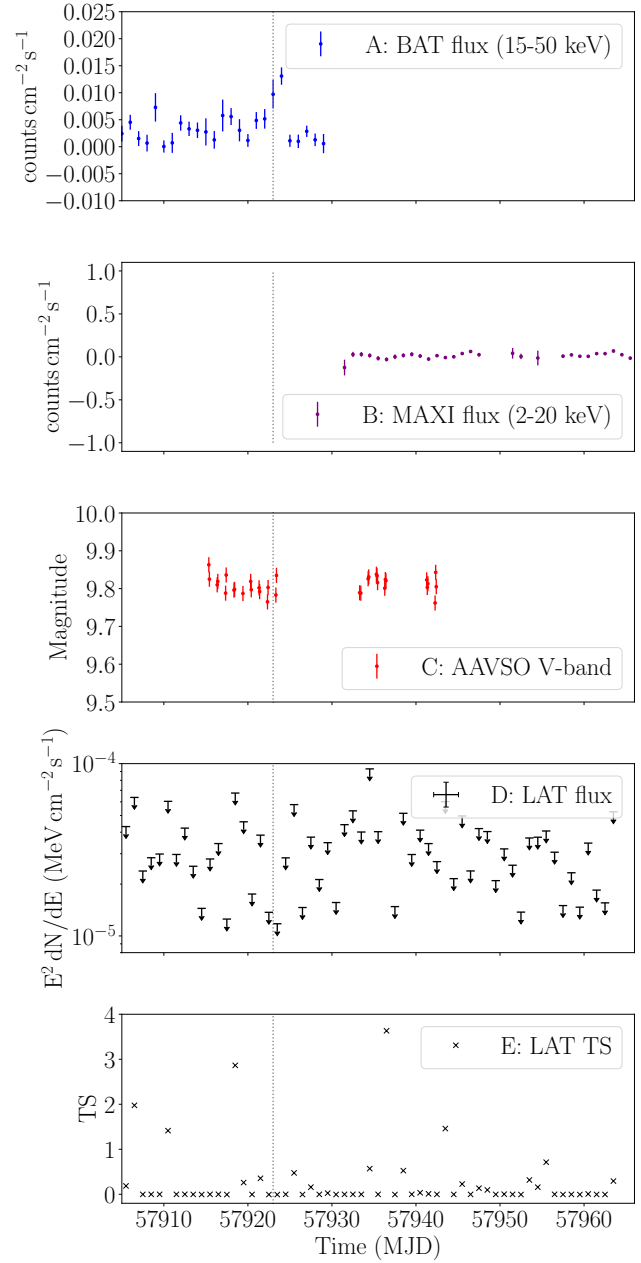 0.025
0.020
0.015
0.010
0.005
0.000
−0.005
−0.010
counts cm⁻² s⁻¹
A: BAT flux (15-50 keV)
1.0
0.5
0.0
−0.5
−1.0
counts cm⁻² s⁻¹
B: MAXI flux (2-20 keV)
10.0
9.9
9.8
9.7
9.6
9.5
Magnitude
C: AAVSO V-band
10⁻⁴
10⁻⁵
E² dN/dE (MeV cm⁻² s⁻¹)
D: LAT flux
4
3
2
1
0
TS
E: LAT TS
57910 57920 57930 57940 57950 57960
Time (MJD)